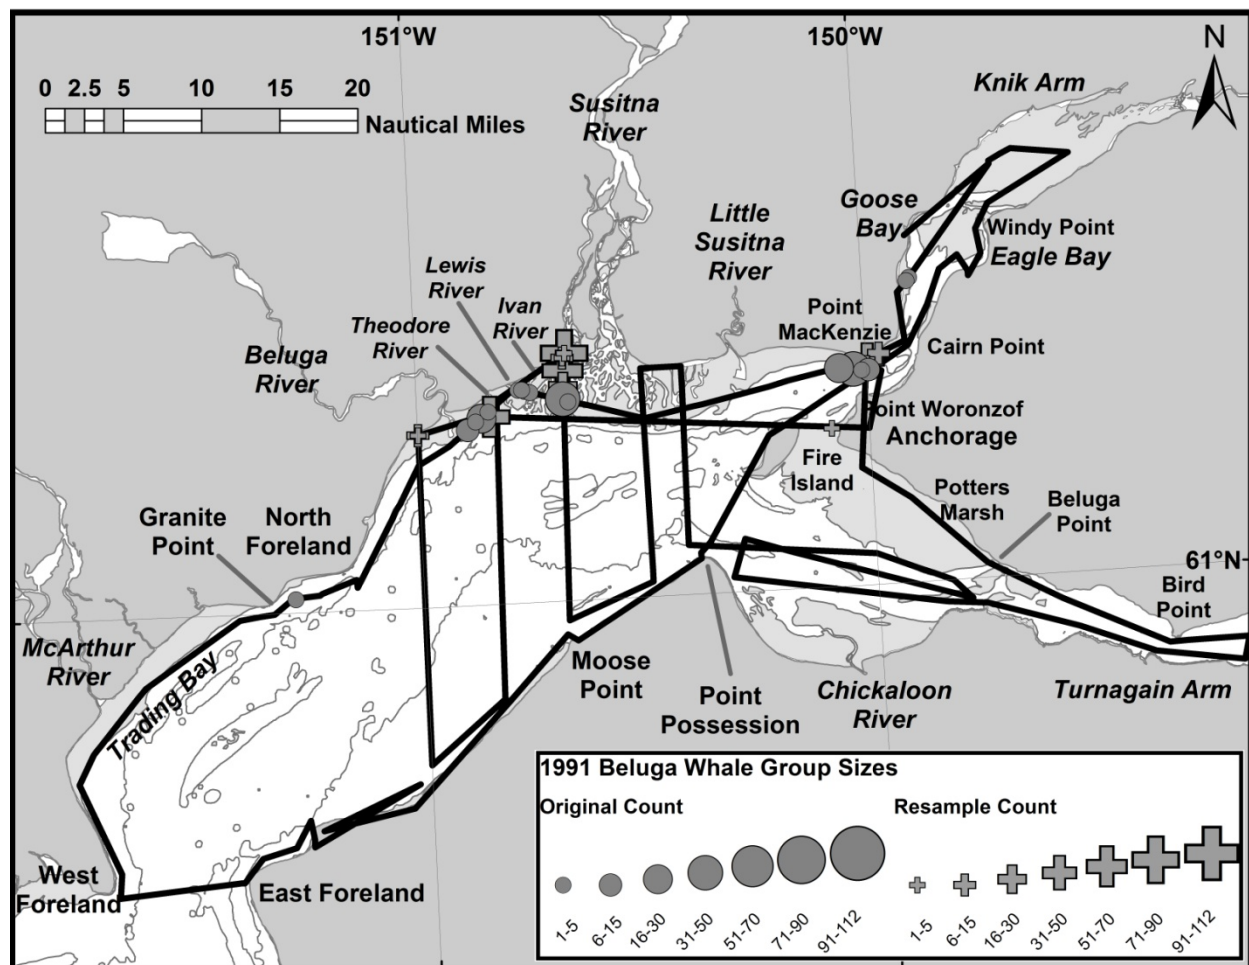 151°W
150°W
N
Knik Arm
0 2.5 5 10 15 20
Nautical Miles
Susitna
River
Goose
Bay
Windy Point
Eagle Bay
Little
Susitna
River
Lewis
River
Ivan
River
Theodore
River
Point
MacKenzie
Cairn Point
Beluga
River
Point Woronzof
Anchorage
Fire
Island
Potters
Marsh
Beluga
Point
Granite
Point
North
Foreland
61°N
Bird
Point
McArthur
River
Trading Bay
Moose
Point
Point
Possession
Chickaloon
River
Turnagain Arm
West
Foreland
East Foreland
1991 Beluga Whale Group Sizes
Original Count
Resample Count
1-5 6-15 16-30 31-50 51-70 71-90 91-112
1-5 6-15 16-30 31-50 51-70 71-90 91-112